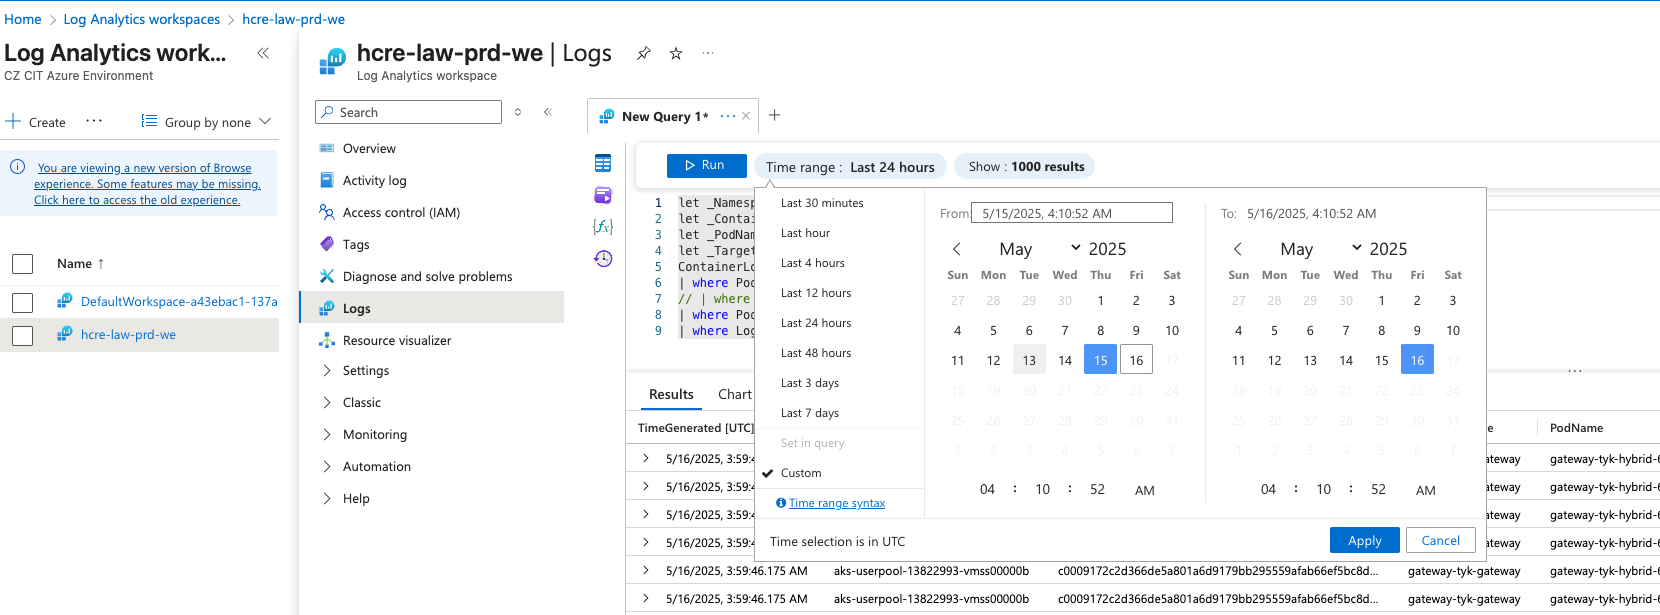 Home > Log Analytics workspaces > hcre-law-prd-we
Log Analytics work...
CZ CIT Azure Environment
Create
Group by none
You are viewing a new version of Browse
experience. Some features may be missing.
Click here to access the old experience.
Name ↑
DefaultWorkspace-a43ebac1-137a
hcre-law-prd-we
hcre-law-prd-we | Logs
Log Analytics workspace
Search
Overview
Activity log
Access control (IAM)
Tags
Diagnose and solve problems
Logs
Resource visualizer
Settings
Classic
Monitoring
Automation
Help
New Query 1*
Run
Time range : Last 24 hours
Show : 1000 results
1 let _Namesp
2 let _Contai
3 let _PodNam
4 let _Target
5 ContainerLo
6 | where Pod
7 // | where
8 | where Pod
9 | where Log
Last 30 minutes
Last hour
Last 4 hours
Last 12 hours
Last 24 hours
Last 48 hours
Last 3 days
Last 7 days
Set in query
Custom
Time range syntax
From: 5/15/2025, 4:10:52 AM
May 2025
Sun Mon Tue Wed Thu Fri Sat
27 28 29 30 1 2 3
4 5 6 7 8 9 10
11 12 13 14 15 16 17
18 19 20 21 22 23 24
25 26 27 28 29 30 31
1 2 3 4 5 6 7
04 : 10 : 52 AM
To: 5/16/2025, 4:10:52 AM
May 2025
Sun Mon Tue Wed Thu Fri Sat
27 28 29 30 1 2 3
4 5 6 7 8 9 10
11 12 13 14 15 16 17
18 19 20 21 22 23 24
25 26 27 28 29 30 31
1 2 3 4 5 6 7
04 : 10 : 52 AM
Time selection is in UTC
Apply
Cancel
Results
Chart
TimeGenerated [UTC]
e
PodName
5/16/2025, 3:59:4 ateway gateway-tyk-hybrid-6
5/16/2025, 3:59:4 ateway gateway-tyk-hybrid-6
5/16/2025, 3:59:4 ateway gateway-tyk-hybrid-6
5/16/2025, 3:59:4 ateway gateway-tyk-hybrid-6
5/16/2025, 3:59:46.175 AM aks-userpool-13822993-vmss00000b c0009172c2d366de5a801a6d9179bb295559afab66ef5bc8d... gateway-tyk-gateway gateway-tyk-hybrid-6
5/16/2025, 3:59:46.175 AM aks-userpool-13822993-vmss00000b c0009172c2d366de5a801a6d9179bb295559afab66ef5bc8d... gateway-tyk-gateway gateway-tyk-hybrid-6